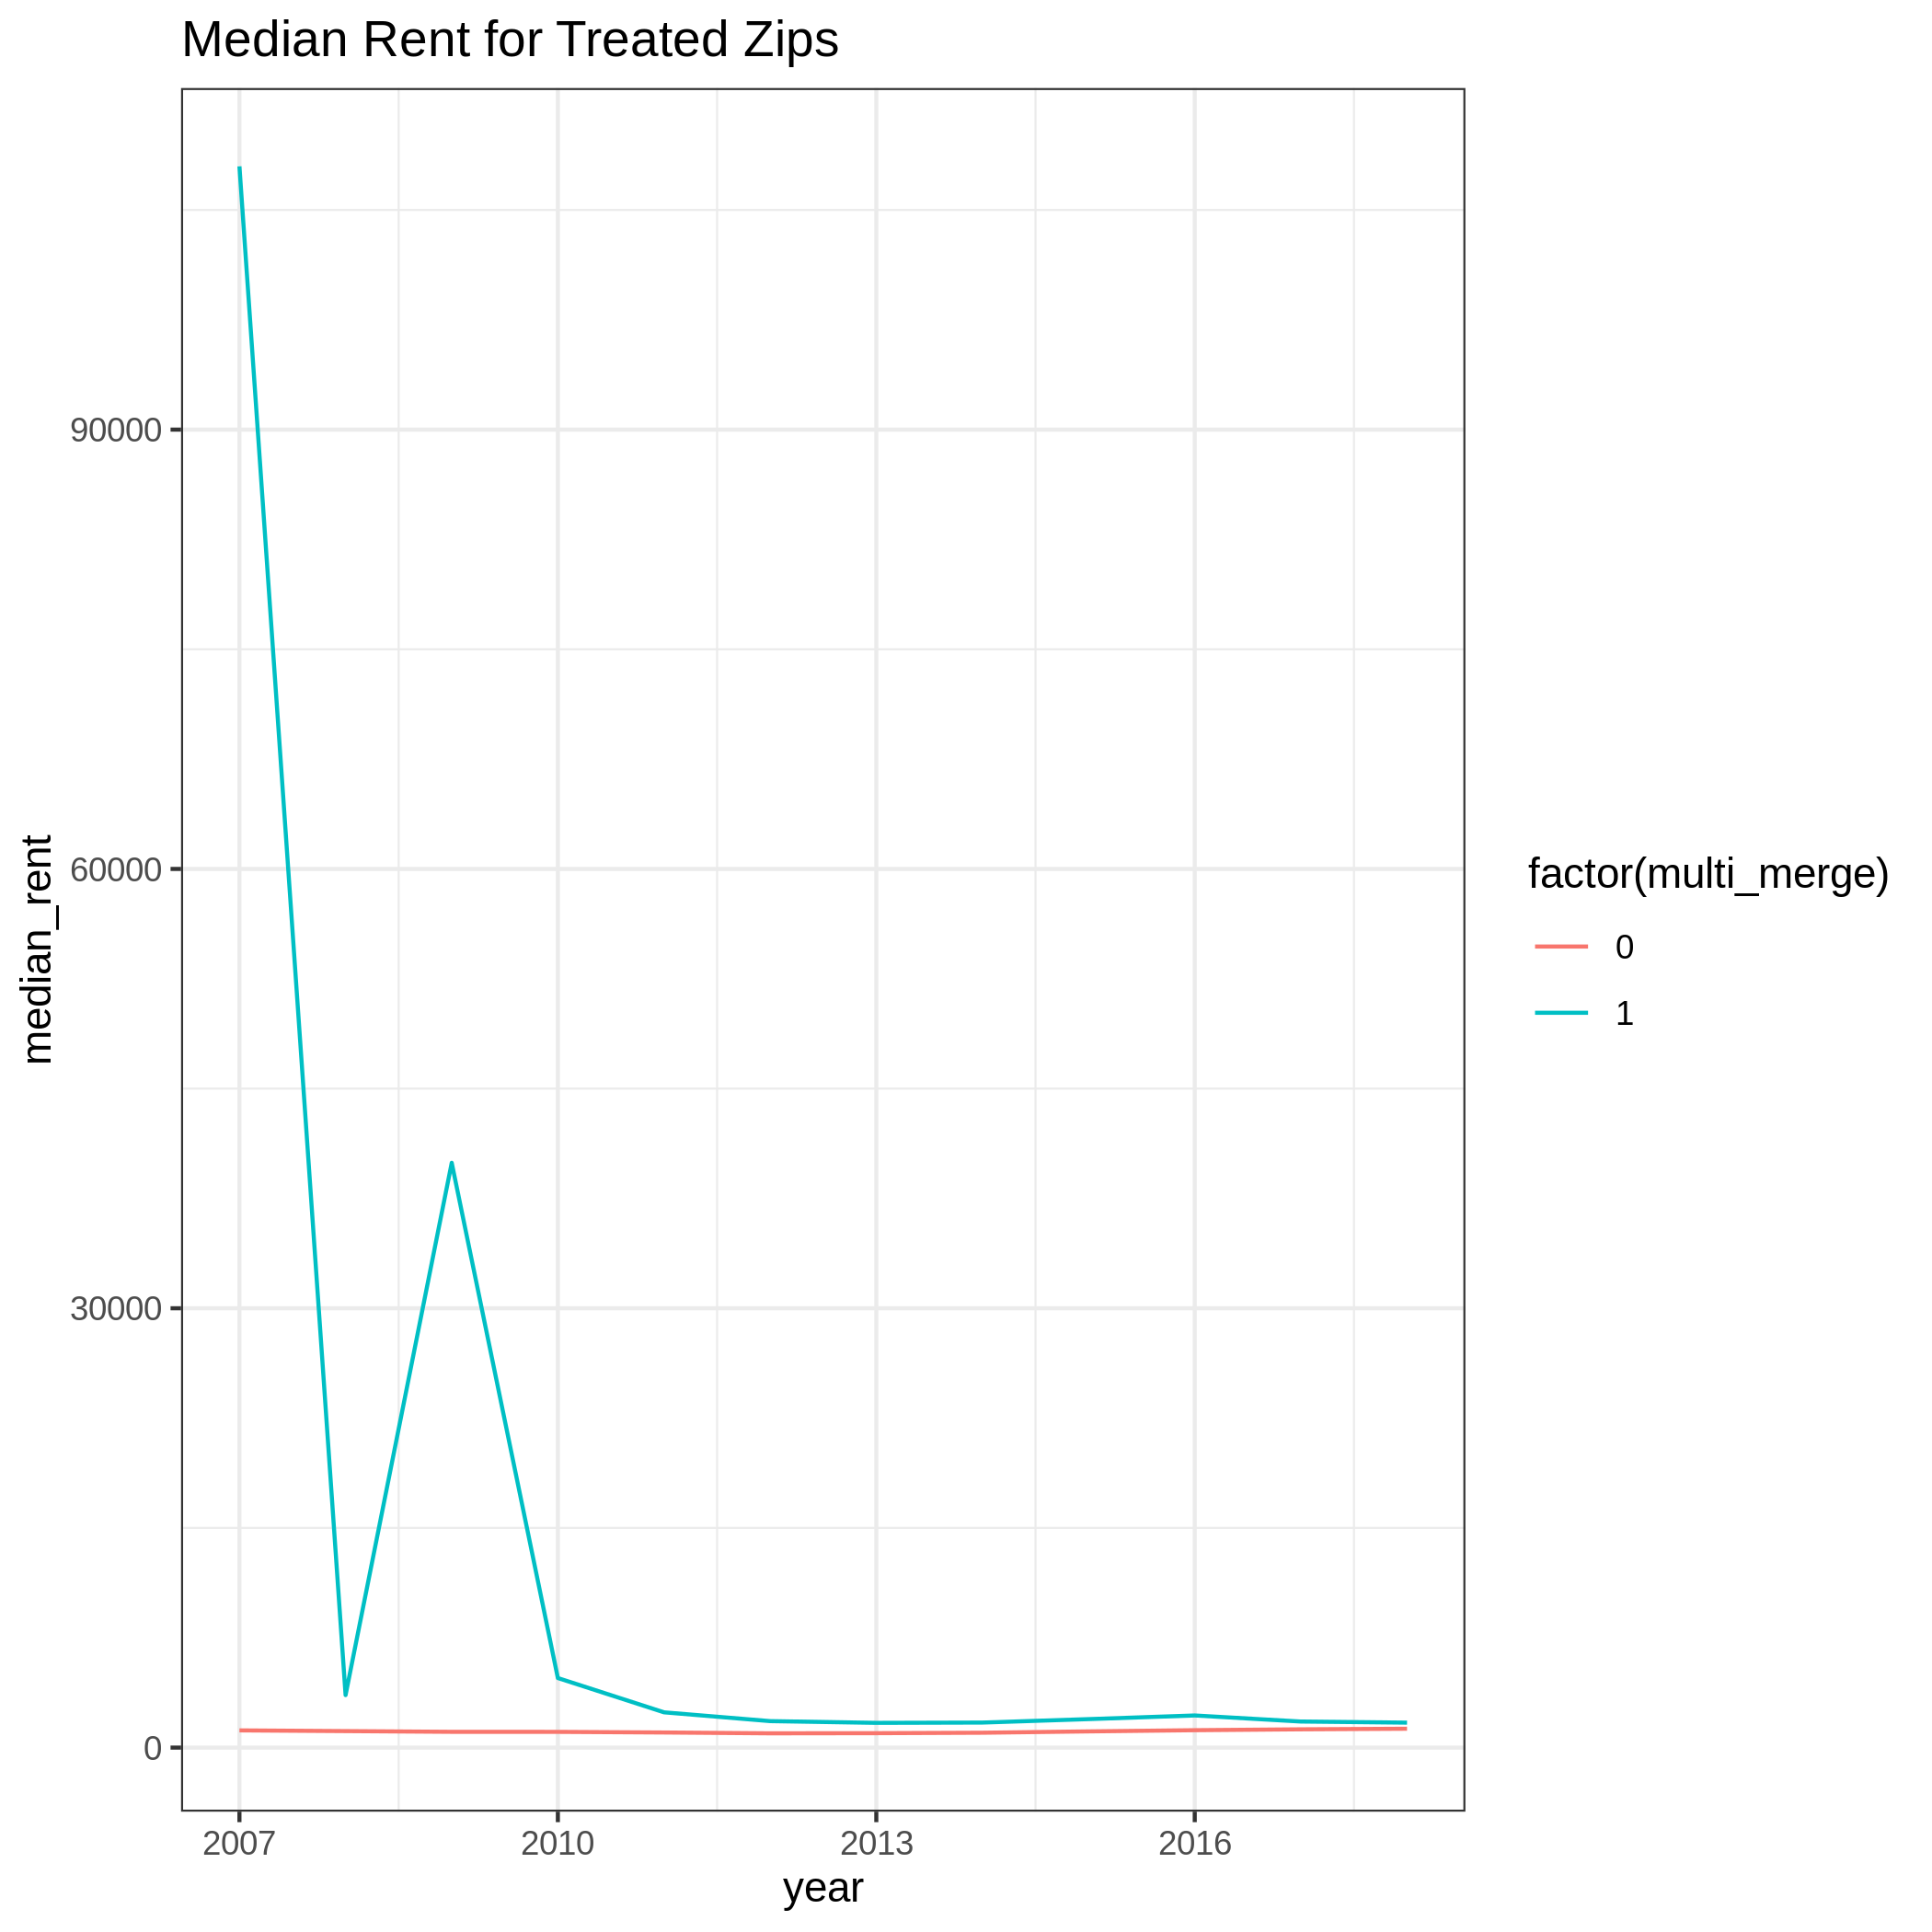 Median Rent for Treated Zips
90000
60000
30000
0
median_rent
2007
2010
2013
2016
year
factor(multi_merge)
0
1